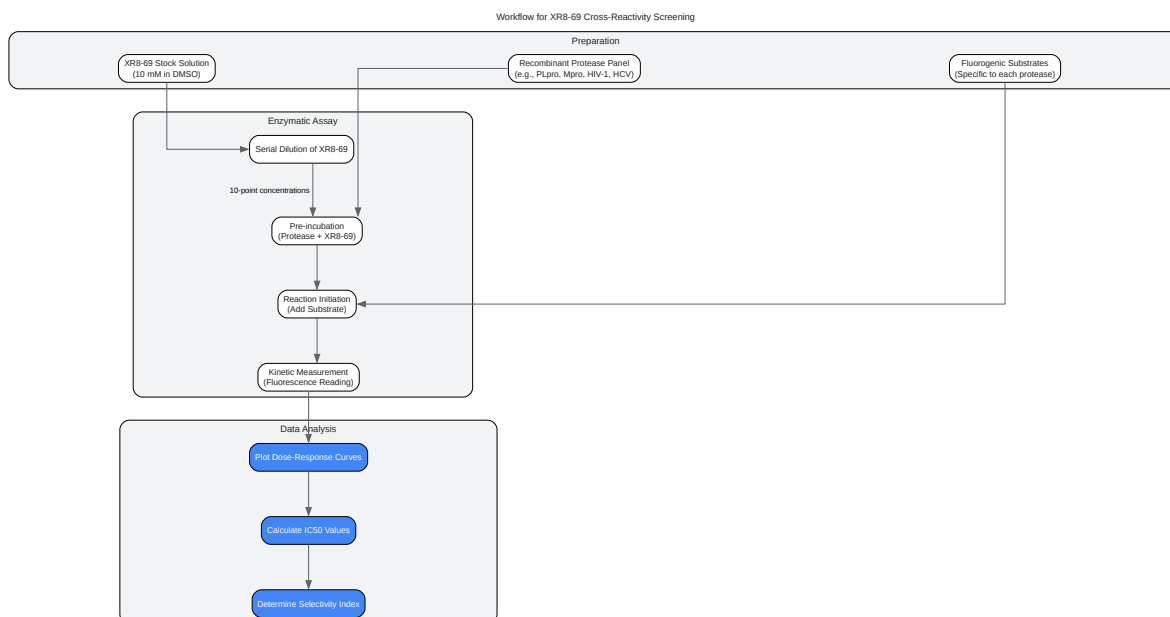 Workflow for XR8-69 Cross-Reactivity Screening
Preparation
XR8-69 Stock Solution
(10 mM in DMSO)
Recombinant Protease Panel
(e.g., PLpro, Mpro, HIV-1, HCV)
Fluorogenic Substrates
(Specific to each protease)
Enzymatic Assay
Serial Dilution of XR8-69
10-point concentrations
Pre-incubation
(Protease + XR8-69)
Reaction Initiation
(Add Substrate)
Kinetic Measurement
(Fluorescence Reading)
Data Analysis
Plot Dose-Response Curves
Calculate IC50 Values
Determine Selectivity Index